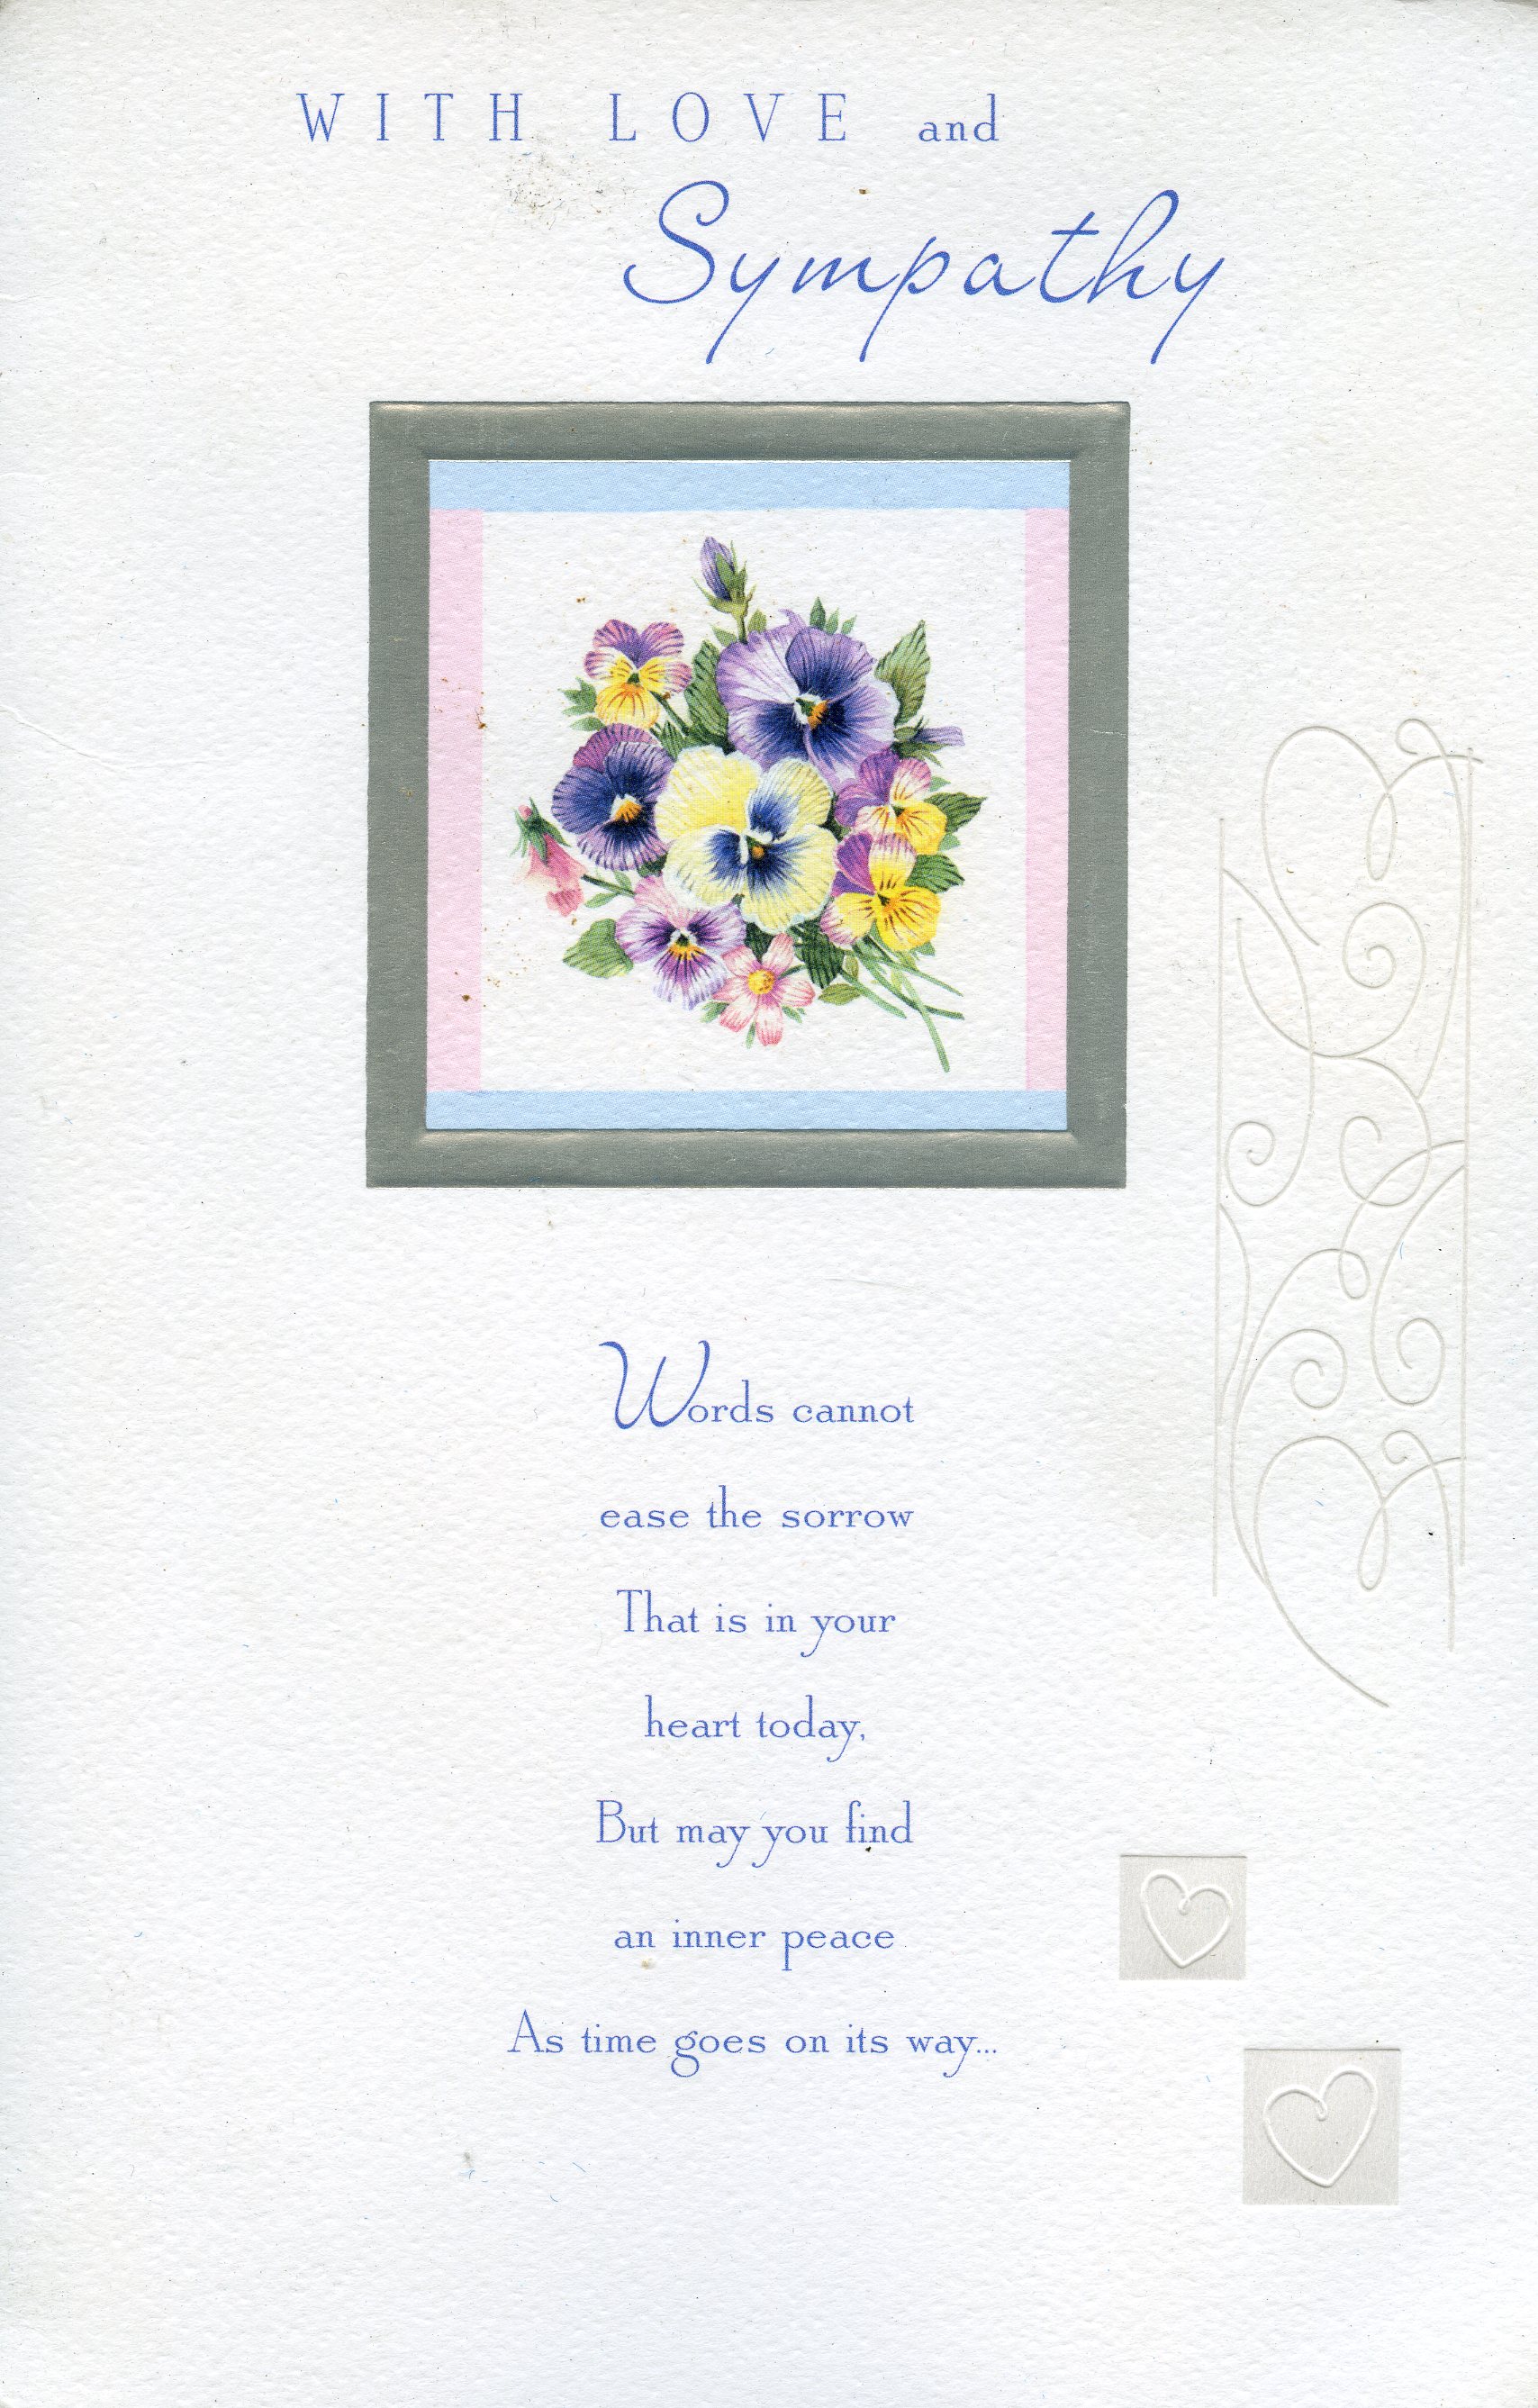 WITH LOVE and
Sympathy
Words cannot
ease the sorrow
That is in your
heart today,
But may you find
an inner peace
As time goes on its way...